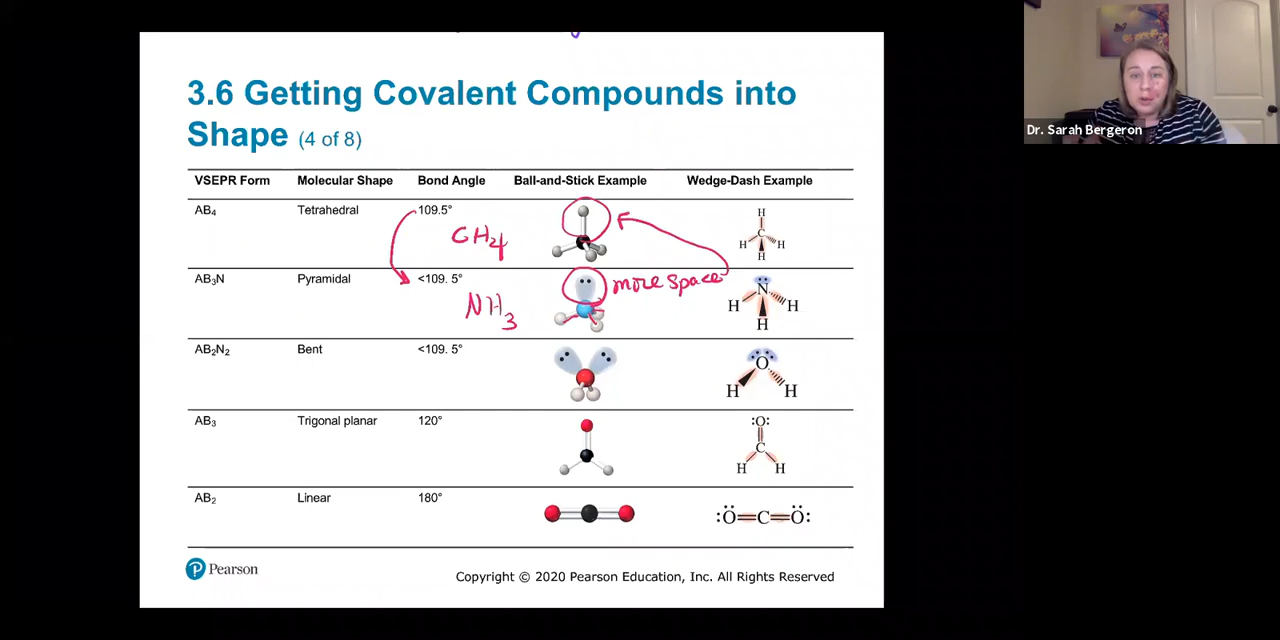 3.6 Getting Covalent Compounds into
Shape (4 of 8)
VSEPR Form Molecular Shape Bond Angle Ball-and-Stick Example Wedge-Dash Example
AB₄ Tetrahedral 109.5°
CH₄
H
C
H H
H
AB₃N Pyramidal <109. 5°
more space
NH₃
N
H H
H
AB₂N₂ Bent <109. 5°
O
H H
AB₃ Trigonal planar 120°
:O:
C
H H
AB₂ Linear 180°
:Ö=C=Ö:
Pearson
Copyright © 2020 Pearson Education, Inc. All Rights Reserved
Dr. Sarah Bergeron